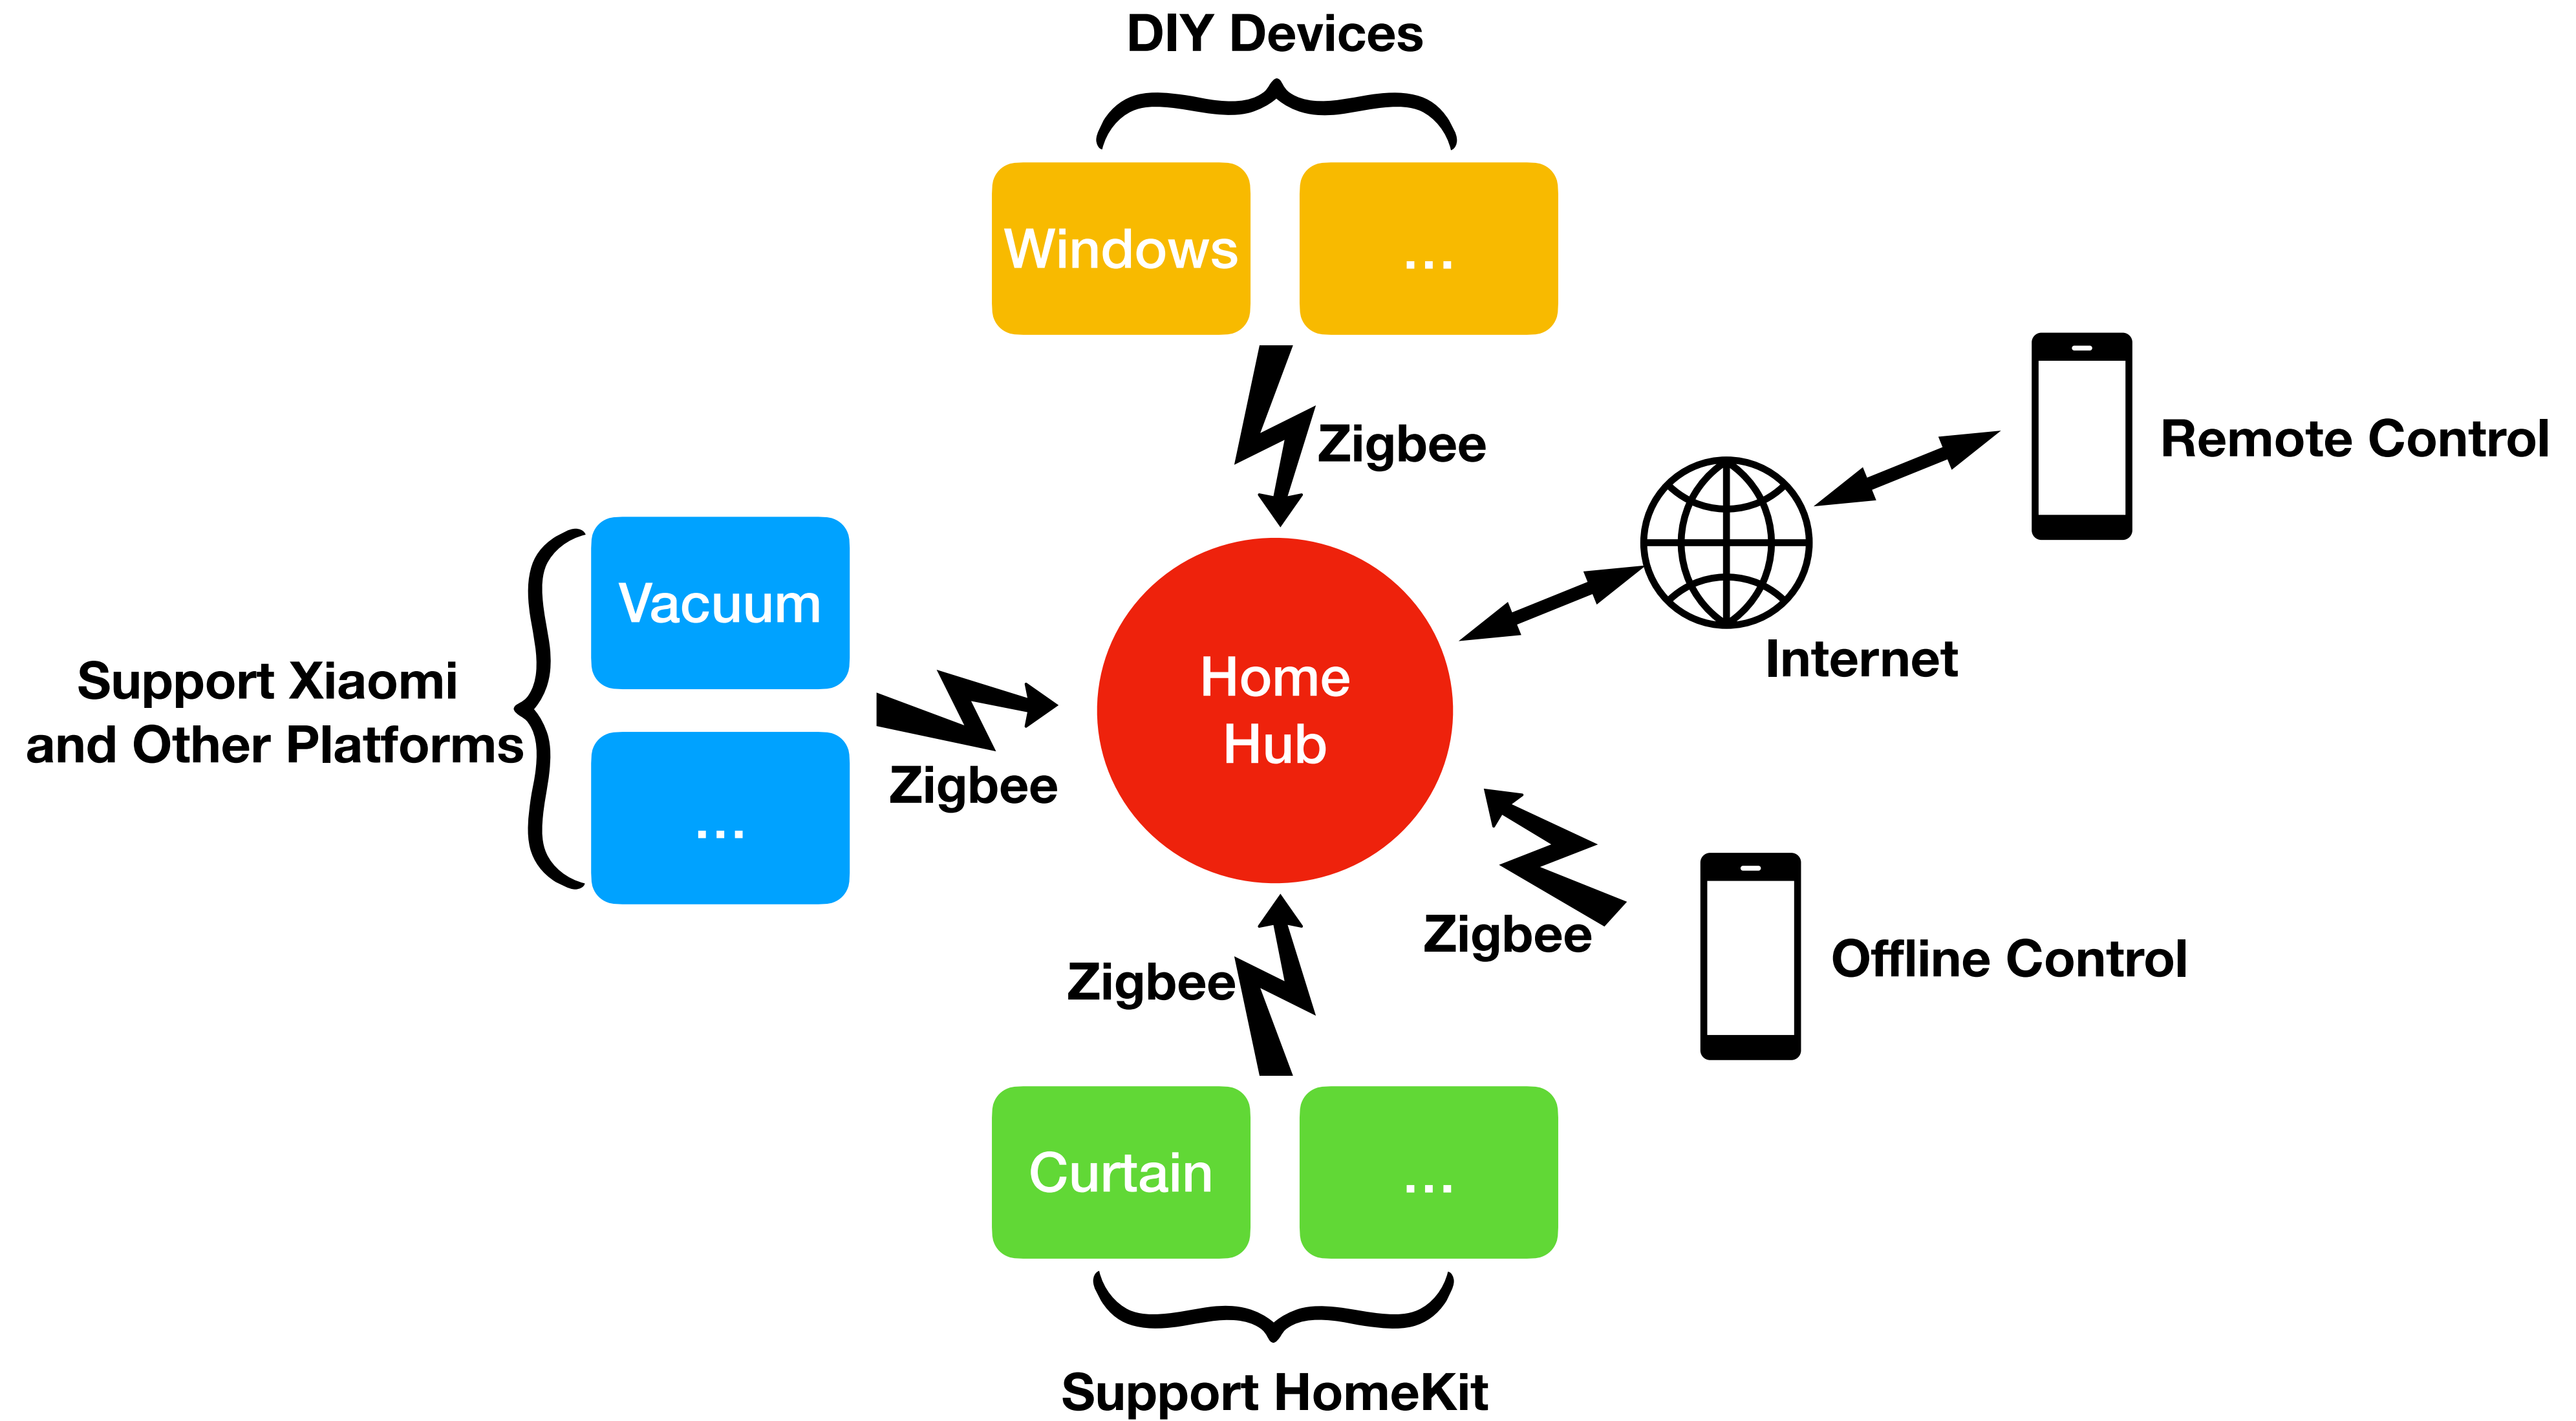 DIY Devices
Windows
...
Zigbee
Remote Control
Vacuum
Support Xiaomi
and Other Platforms
...
Zigbee
Home
Hub
Internet
Zigbee
Zigbee
Offline Control
Curtain
...
Support HomeKit